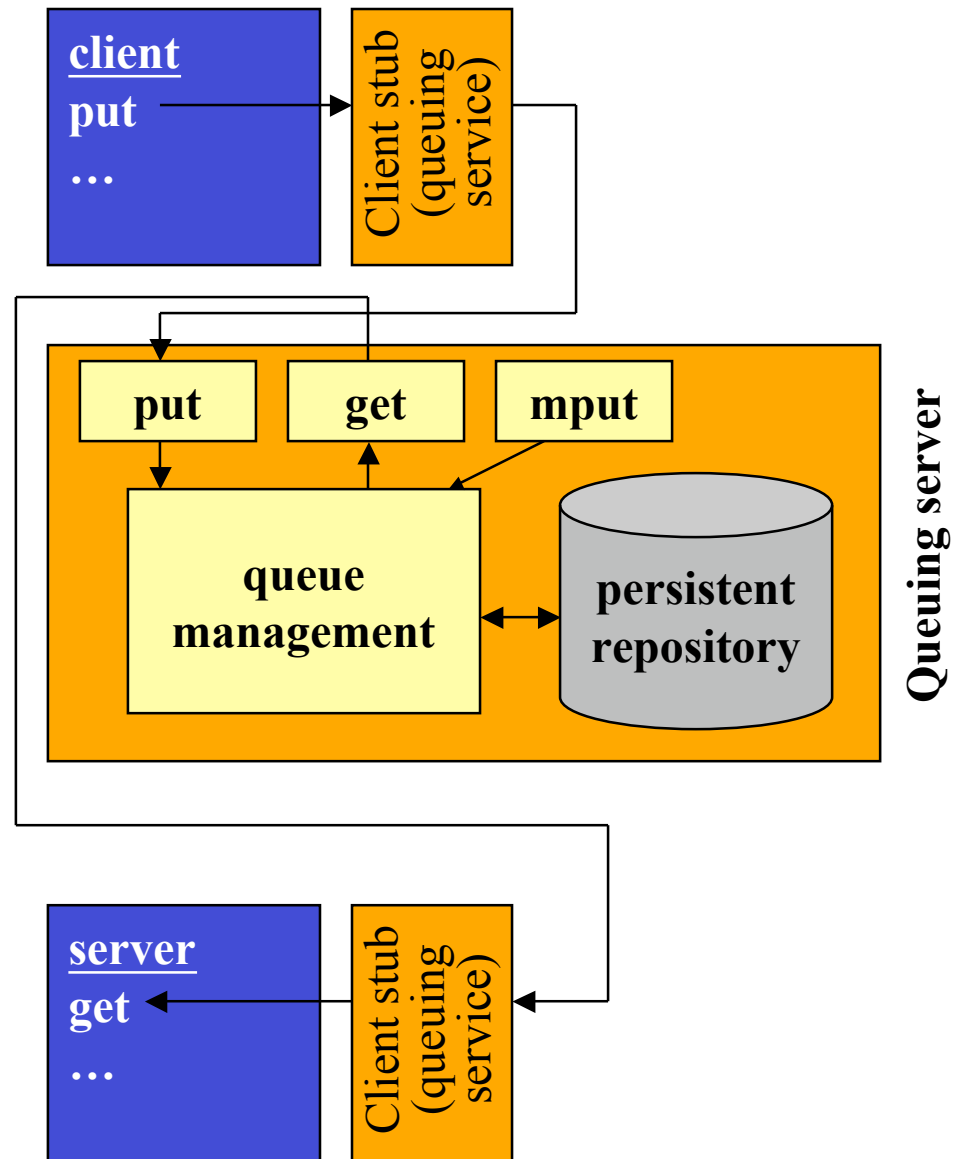 client
put
…
Client stub
(queuing
service)
put
get
mput
queue
management
persistent
repository
Queuing server
server
get
…
Client stub
(queuing
service)